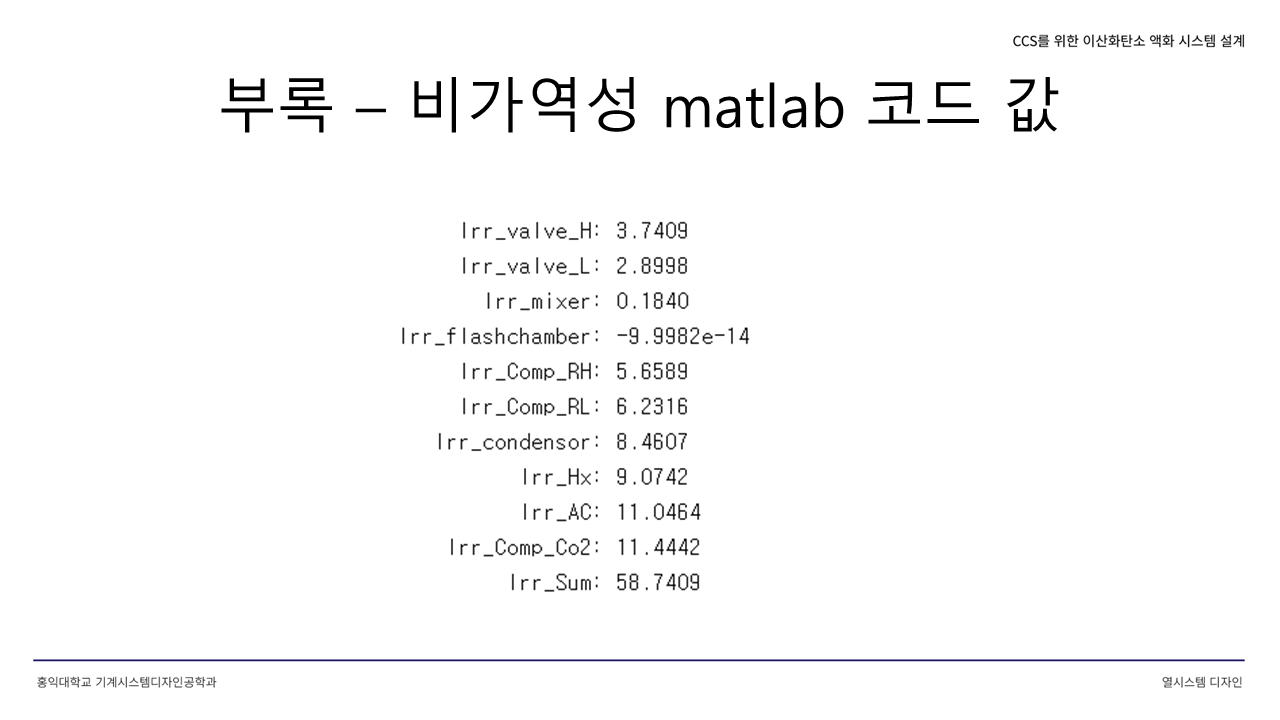 CCS를 위한 이산화탄소 액화 시스템 설계
부록 – 비가역성 matlab 코드 값
Irr_valve_H: 3.7409
Irr_valve_L: 2.8998
Irr_mixer: 0.1840
Irr_flashchamber: -9.9982e-14
Irr_Comp_RH: 5.6589
Irr_Comp_RL: 6.2316
Irr_condensor: 8.4607
Irr_Hx: 9.0742
Irr_AC: 11.0464
Irr_Comp_Co2: 11.4442
Irr_Sum: 58.7409
홍익대학교 기계시스템디자인공학과
열시스템 디자인